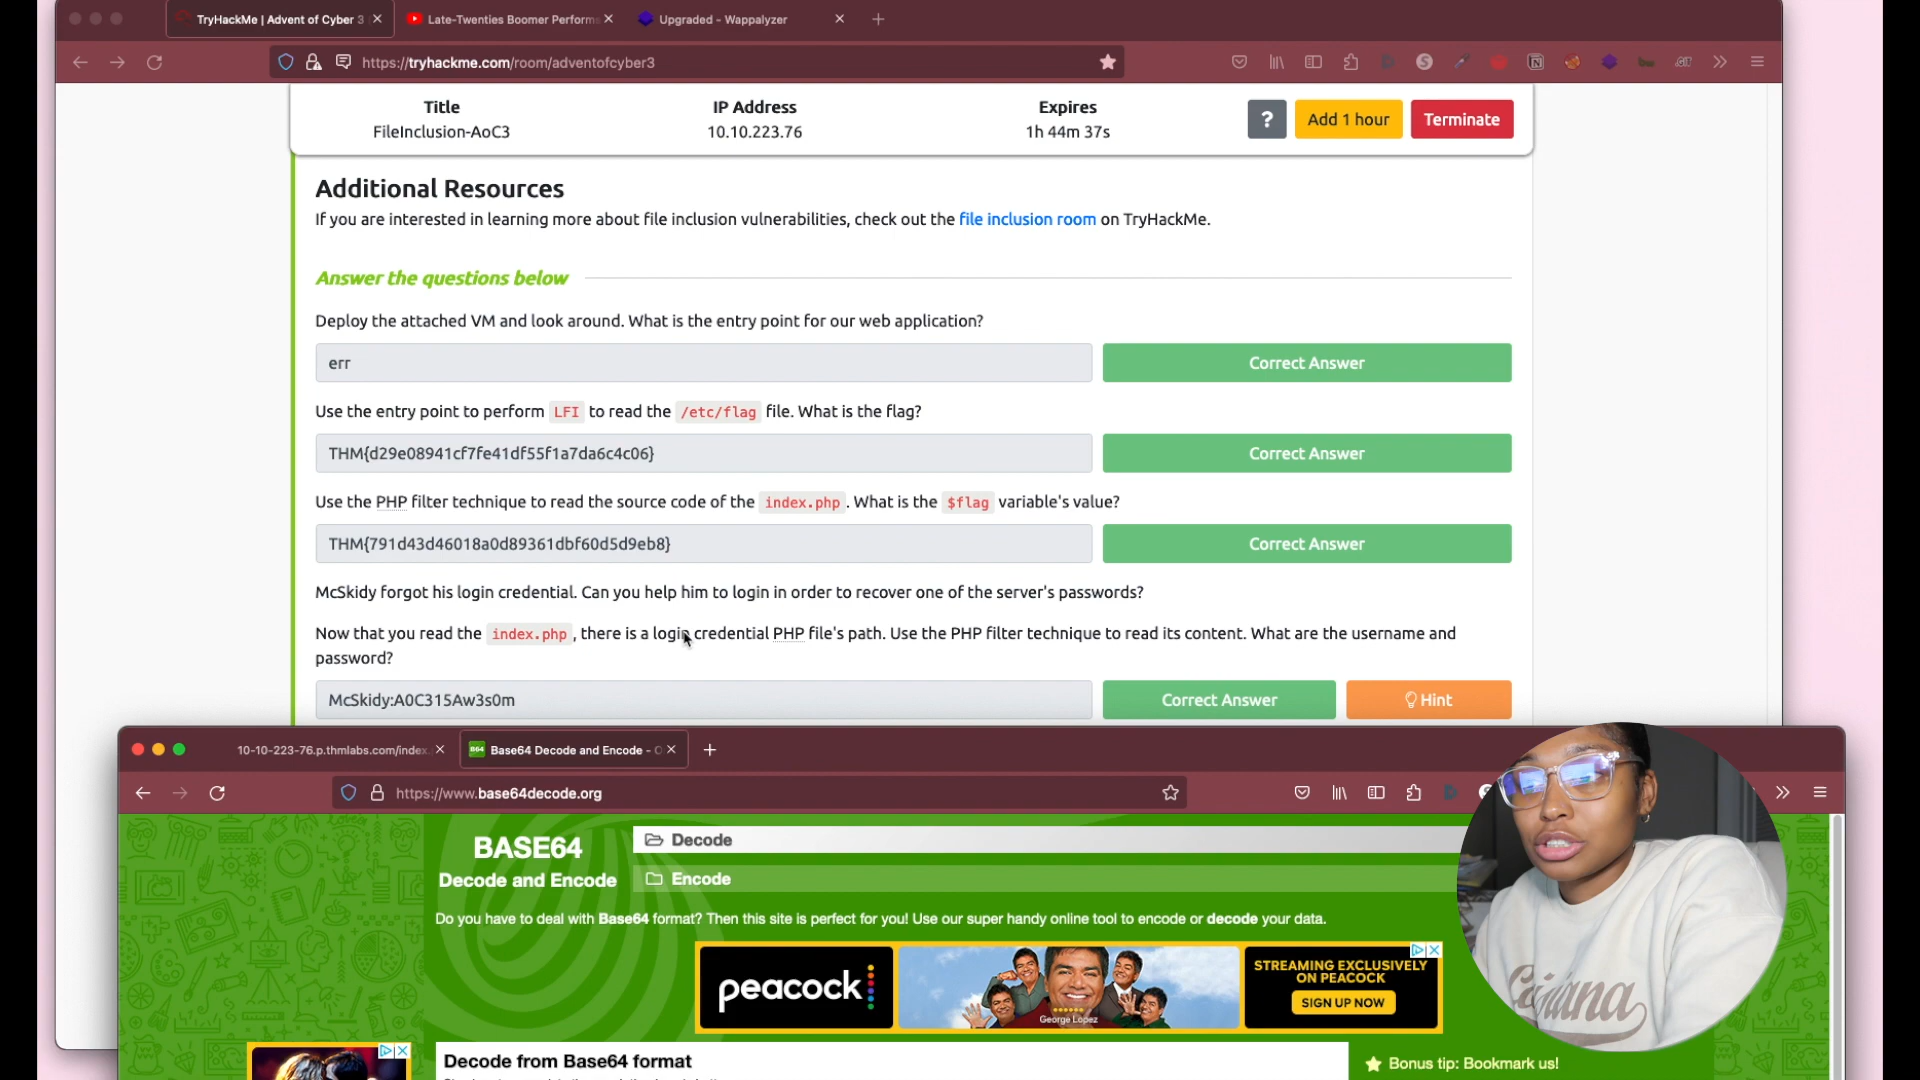 TryHackMe | Advent of Cyber 3
Late-Twenties Boomer Perform
Upgraded - Wappalyzer
https://tryhackme.com/room/adventofcyber3
Title
IP Address
Expires
FileInclusion-AoC3
10.10.223.76
1h 44m 37s
?
Add 1 hour
Terminate
Additional Resources
If you are interested in learning more about file inclusion vulnerabilities, check out the file inclusion room on TryHackMe.
Answer the questions below
Deploy the attached VM and look around. What is the entry point for our web application?
err
Correct Answer
Use the entry point to perform LFI to read the /etc/flag file. What is the flag?
THM{d29e08941cf7fe41df55f1a7da6c4c06}
Correct Answer
Use the PHP filter technique to read the source code of the index.php . What is the $flag variable's value?
THM{791d43d46018a0d89361dbf60d5d9eb8}
Correct Answer
McSkidy forgot his login credential. Can you help him to login in order to recover one of the server's passwords?
Now that you read the index.php , there is a login credential PHP file's path. Use the PHP filter technique to read its content. What are the username and
password?
McSkidy:A0C315Aw3s0m
Correct Answer
Hint
10-10-223-76.p.thmlabs.com/index.
B64 Base64 Decode and Encode - O
https://www.base64decode.org
BASE64
Decode and Encode
Decode
Encode
Do you have to deal with Base64 format? Then this site is perfect for you! Use our super handy online tool to encode or decode your data.
peacock
George Lopez
STREAMING EXCLUSIVELY
ON PEACOCK
SIGN UP NOW
Decode from Base64 format
Bonus tip: Bookmark us!